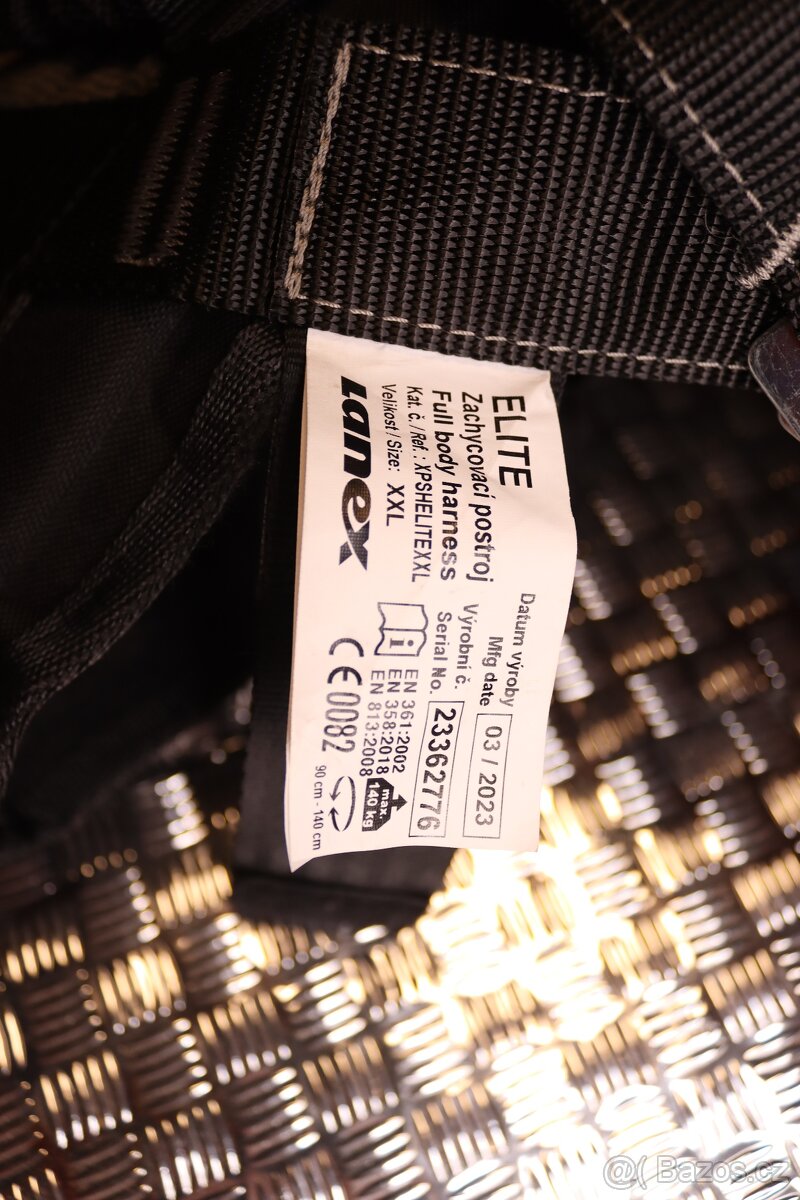 ELITE
Zachycovací postroj
Full body harness
Kat. č. / Ref.: XPSHELITEXXL
Velikost / Size: XXL
Lanex
Datum výroby
Mfg date 03 / 2023
Výrobní č.
Serial No. 23362776
EN 361:2002
EN 358:2018
EN 813:2008
max.
140 kg
CE 0082
90 cm - 140 cm
@( Bazos.cz